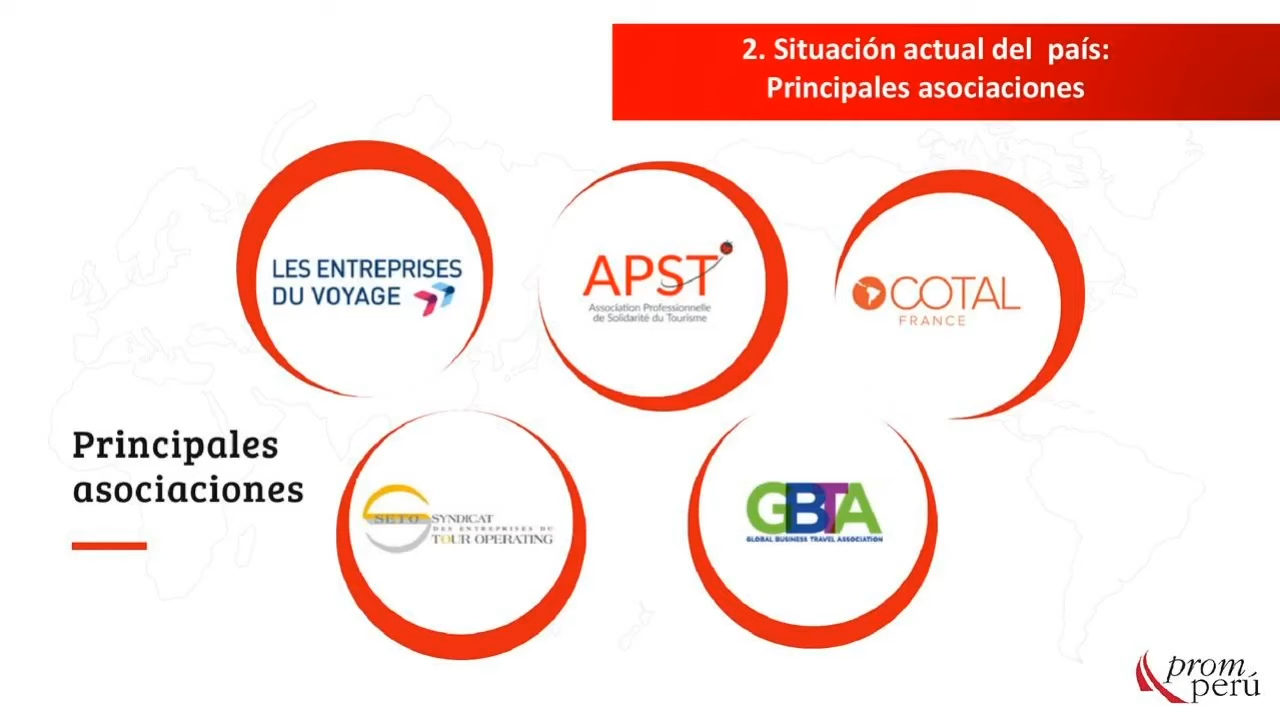 2. Situación actual del país:
Principales asociaciones
LES ENTREPRISES
DU VOYAGE
APST
Association Professionnelle
de Solidarité du Tourisme
COTAL
FRANCE
Principales
asociaciones
SETO
SYNDICAT
DES ENTREPRISES DU
TOUR OPERATING
GBTA
GLOBAL BUSINESS TRAVEL ASSOCIATION
prom
perú